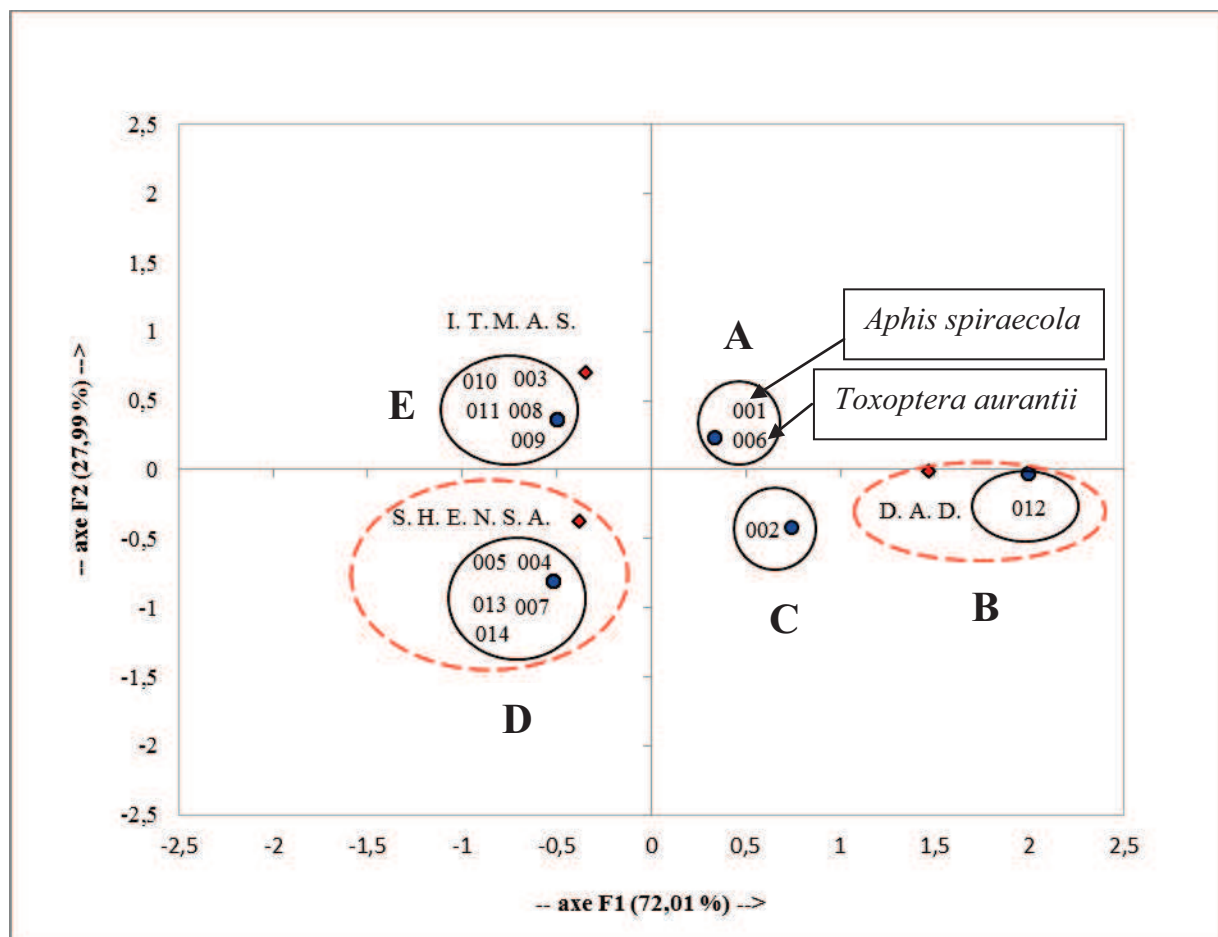 2,5
2
1,5
1
0,5
0
-0,5
-1
-1,5
-2
-2,5
-- axe F2 (27,99 %) -->
I. T.M. A. S.
E
010 003
011 008
009
A
001
006
Aphis spiraecola
Toxoptera aurantii
S. H. E. N. S. A.
005 004
013 007
014
D
002
C
D. A. D.
012
B
-2,5 -2 -1,5 -1 -0,5 0 0,5 1 1,5 2 2,5
-- axe F1 (72,01 %) -->